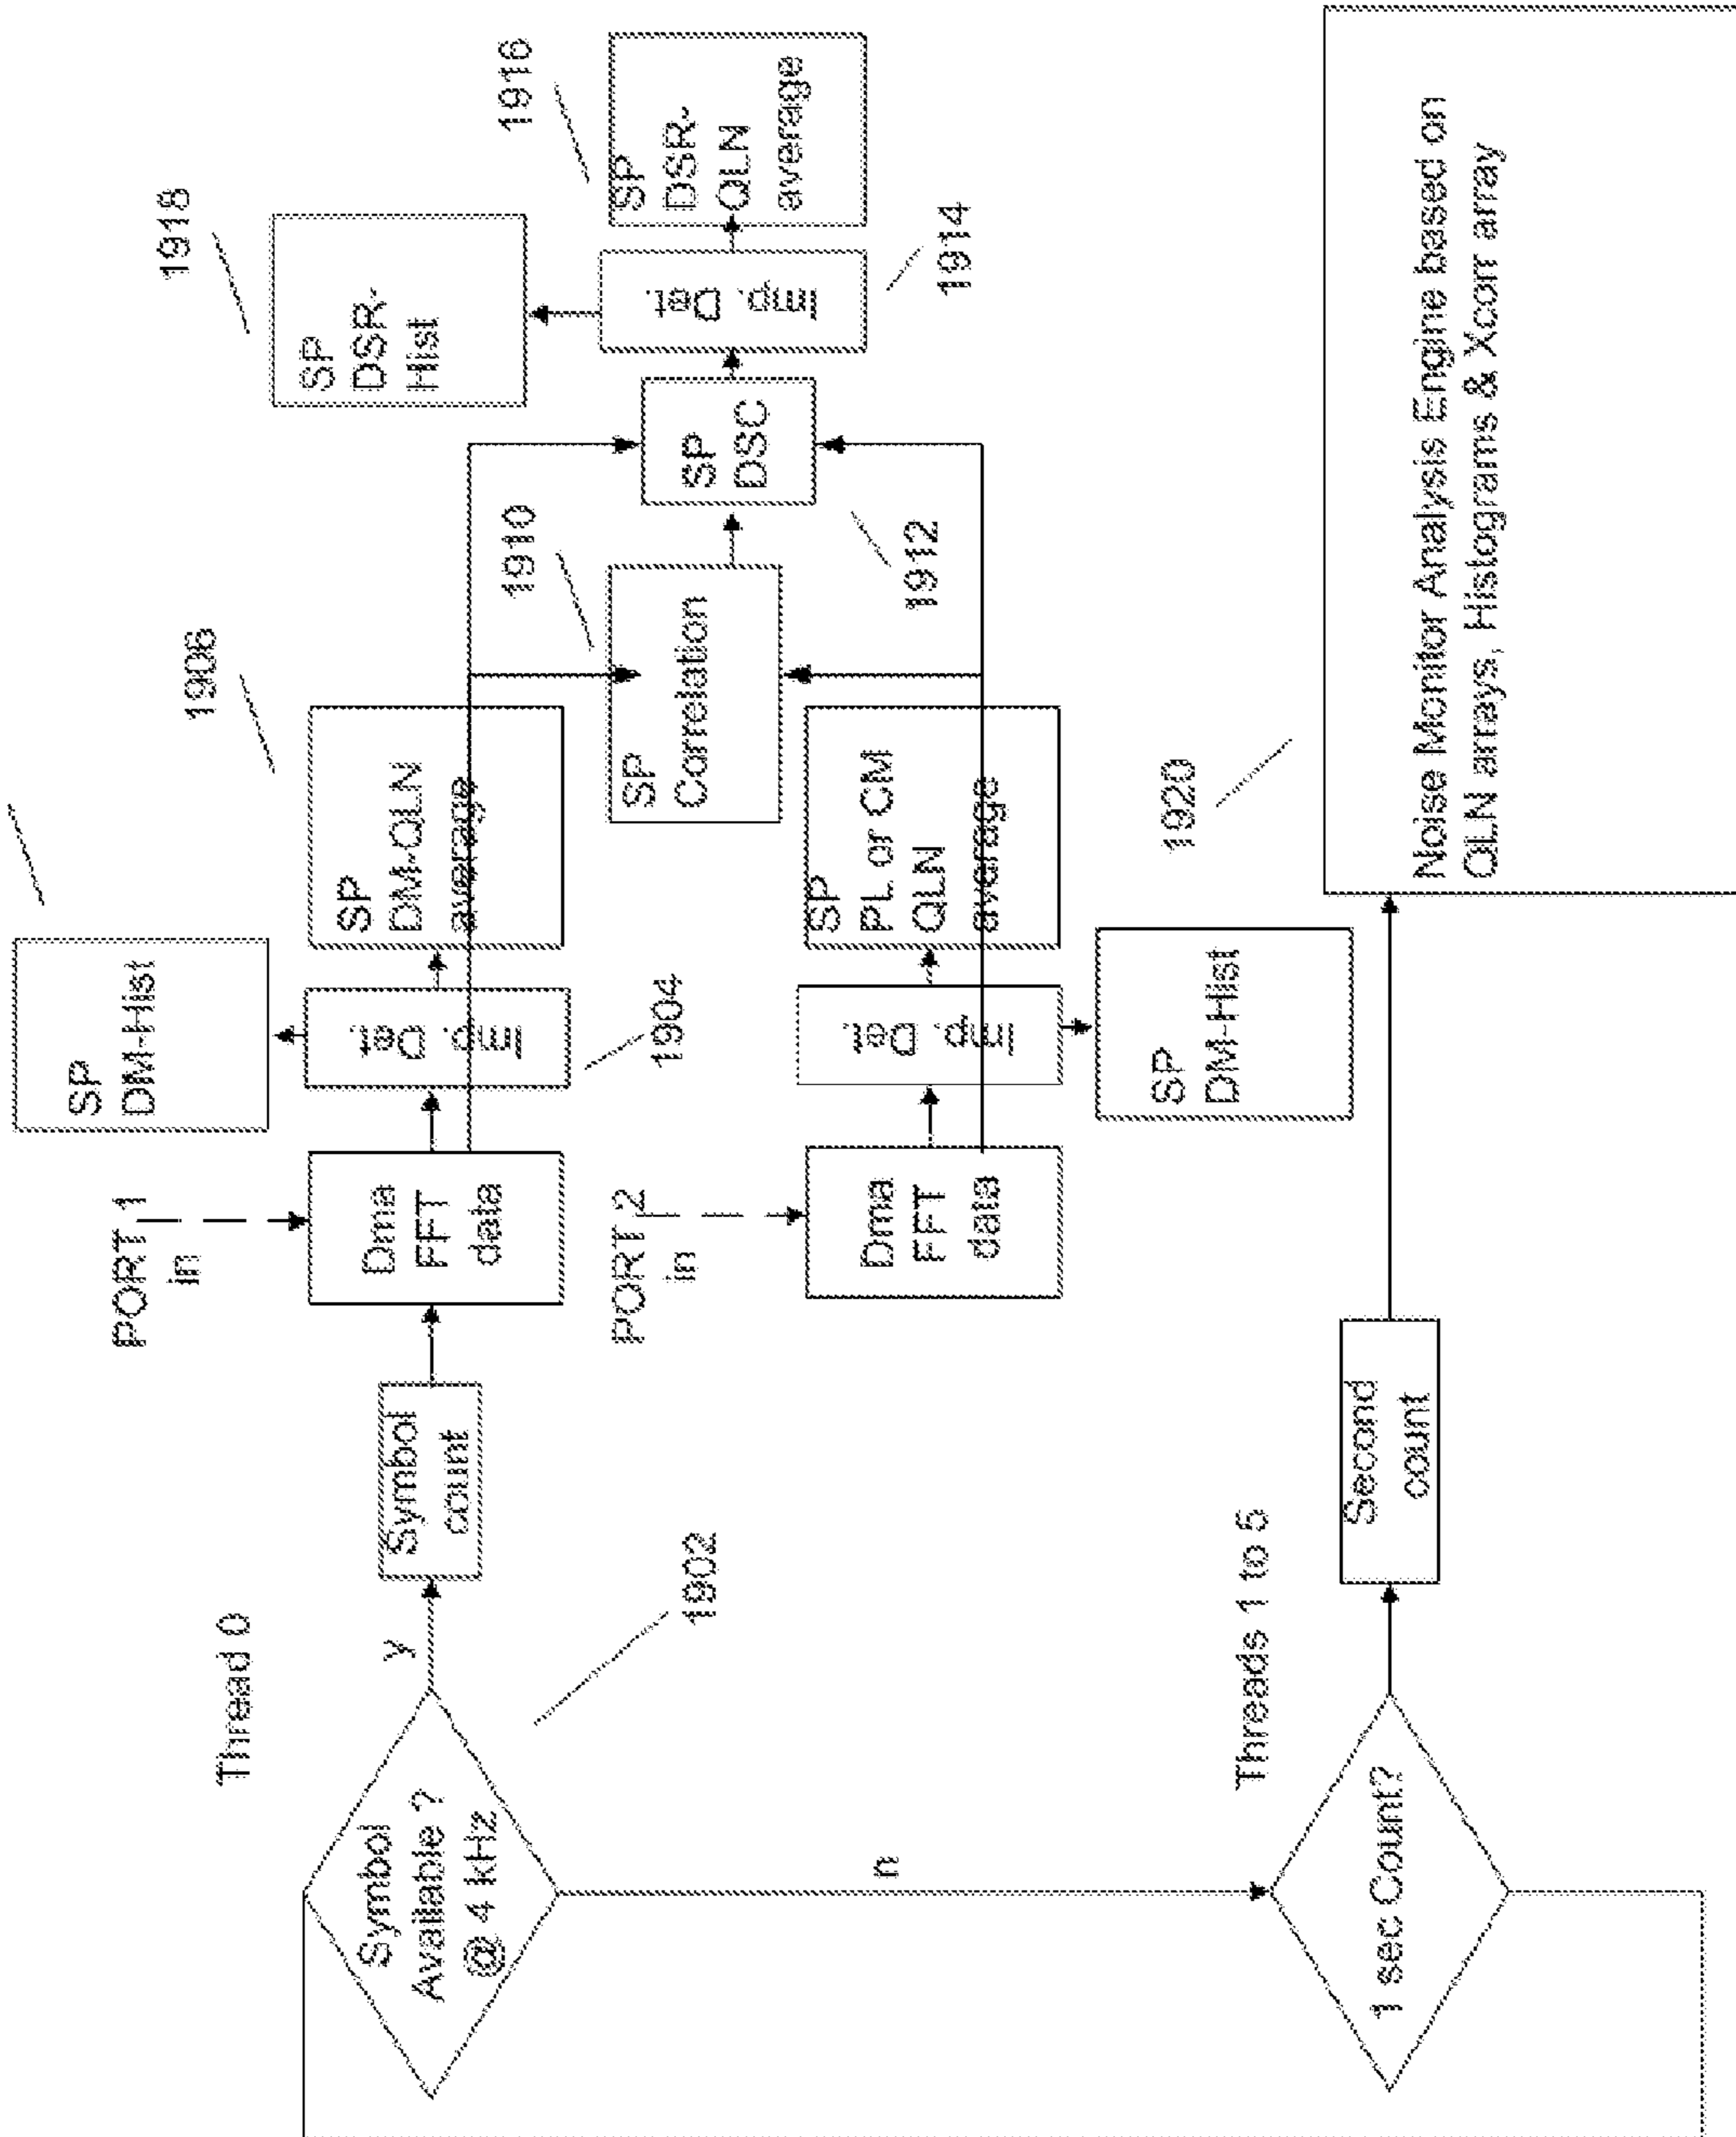 Thread 0
Symbol
Available ?
@ 4 kHz
y
n
1902
Symbol
count
PORT 1
in
Dma
FFT
data
Imp. Det.
1904
SP
DM-Hist
SP
DM-QLN
average
1906
PORT 2
in
Dma
FFT
data
Imp. Det.
SP
DM-Hist
SP
PL or CM
QLN
average
SP
Correlation
1910
SP
DSC
1912
Imp. Det.
1914
SP
DSR-
Hist
1918
SP
DSR-
QLN
average
1916
Threads 1 to 5
1 sec Count?
Second
count
1920
Noise Monitor Analysis Engine based on
QLN arrays, Histograms & Xcorr array